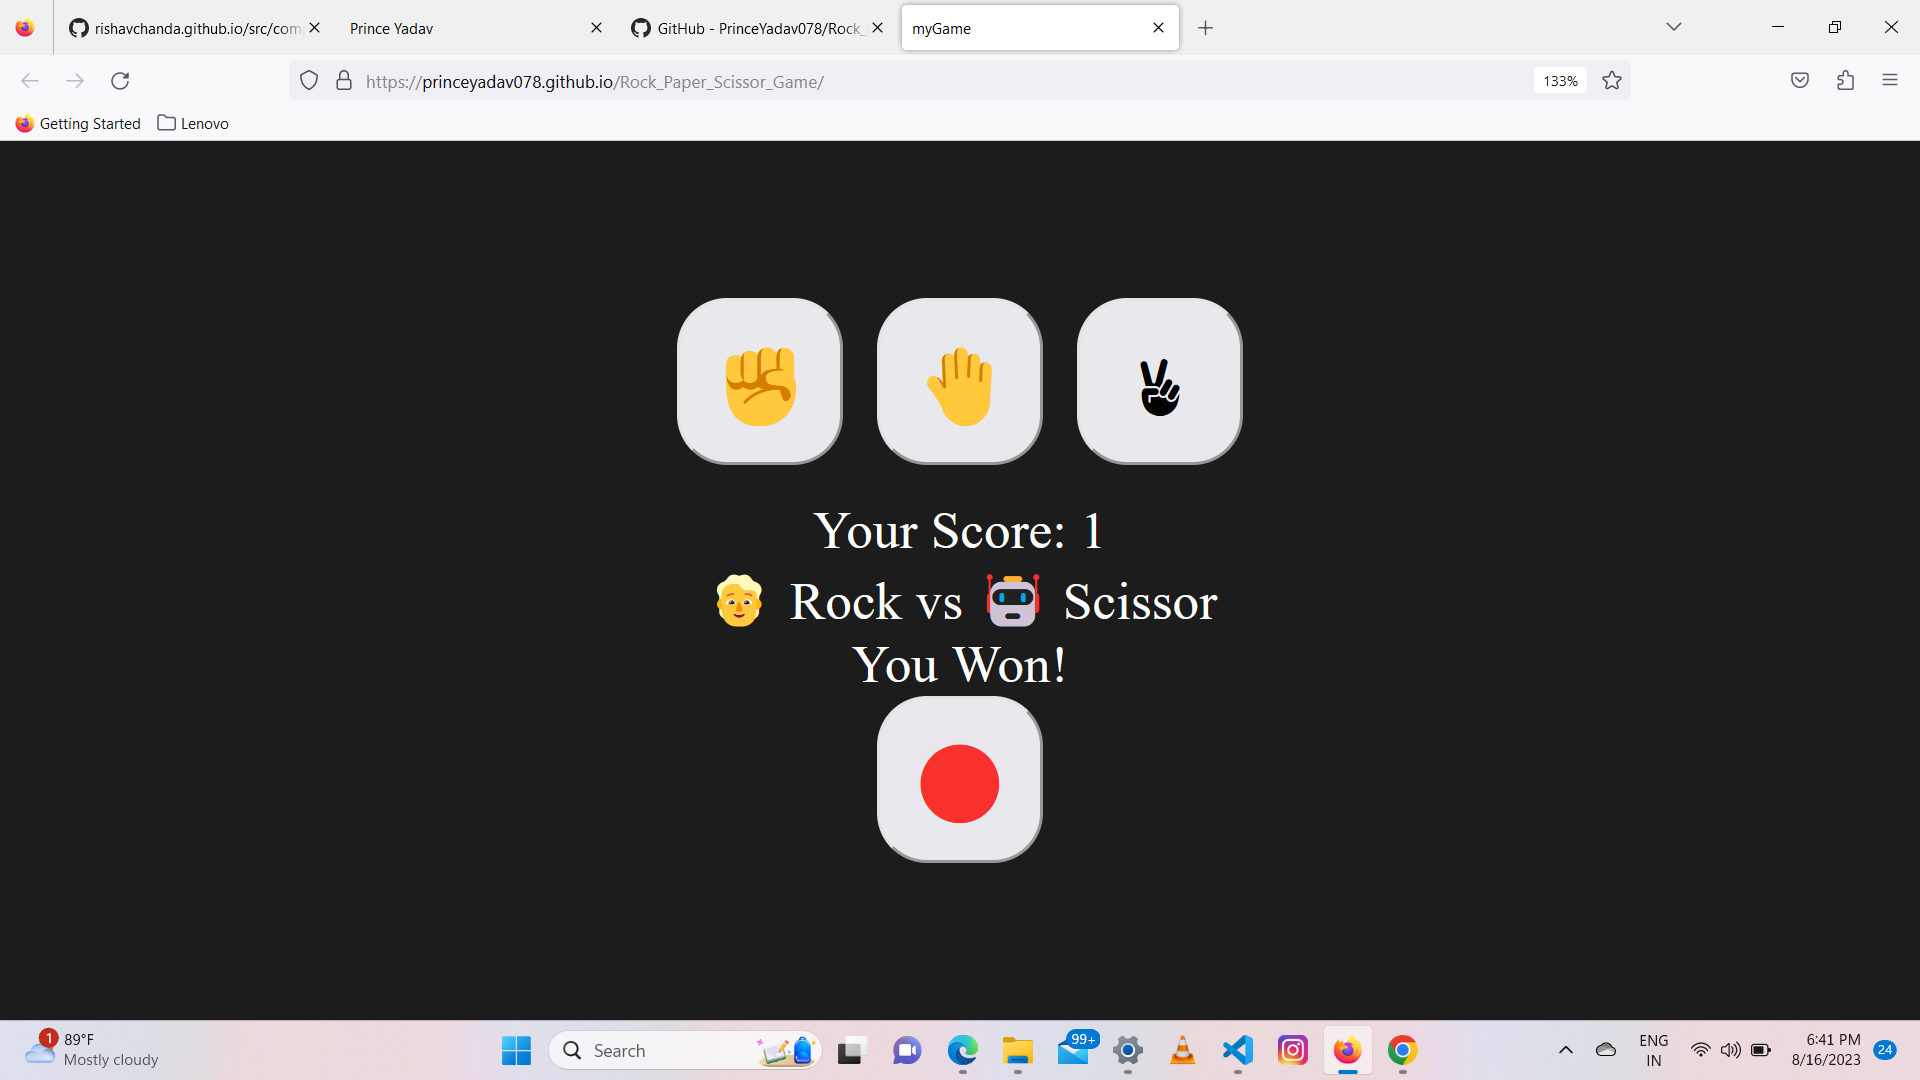 rishavchanda.github.io/src/com
Prince Yadav
GitHub - PrinceYadav078/Rock_
myGame
https://princeyadav078.github.io/Rock_Paper_Scissor_Game/
133%
Getting Started
Lenovo
Your Score: 1
Rock vs Scissor
You Won!
1
89°F
Mostly cloudy
Search
99+
ENG
IN
6:41 PM
8/16/2023
24